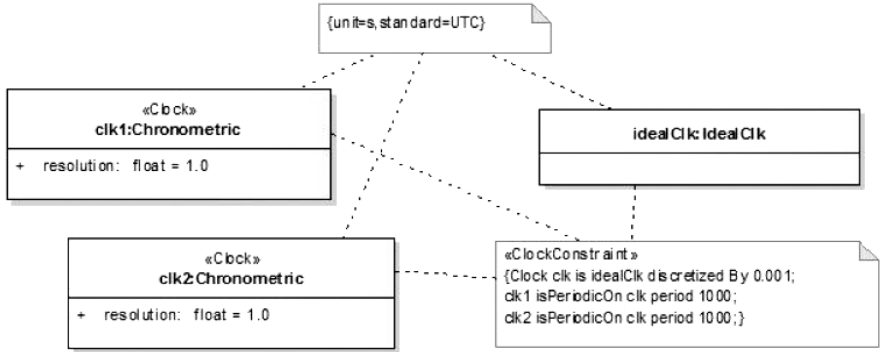 {unit=s,standard=UTC}
«Clock»
clk1:Chronometric
+ resolution: float = 1.0
idealClk:IdealClk
«Clock»
clk2:Chronometric
+ resolution: float = 1.0
«ClockConstraint»
{Clock clk is idealClk discretized By 0.001;
clk1 isPeriodicOn clk period 1000;
clk2 isPeriodicOn clk period 1000;}